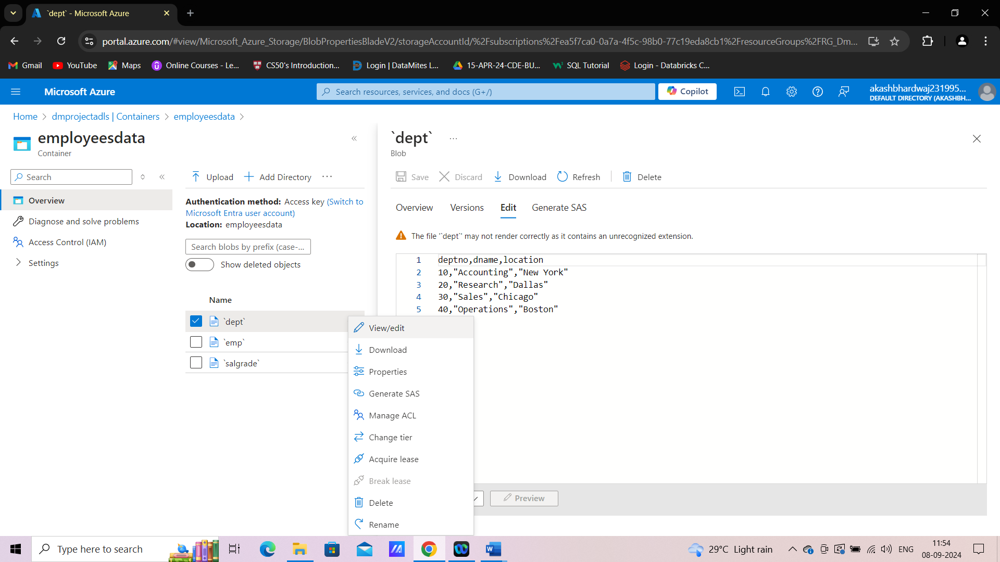 `dept` - Microsoft Azure
portal.azure.com/#view/Microsoft_Azure_Storage/BlobPropertiesBladeV2/storageAccountId/%2Fsubscriptions%2Fea5f7ca0-0a7a-4f5c-98b0-77c19eda8cb1%2FresourceGroups%2FRG_Dm...
Gmail YouTube Maps Online Courses - Le... CS50's Introduction... Login | DataMites L... 15-APR-24-CDE-BU... SQL Tutorial Login - Databricks C...
Microsoft Azure
Search resources, services, and docs (G+/)
Copilot
akashbhardwaj231995...
DEFAULT DIRECTORY (AKASHBH...
Home > dmprojectadls | Containers > employeesdata >
employeesdata
Container
Search
Overview
Diagnose and solve problems
Access Control (IAM)
Settings
Upload Add Directory ...
Authentication method: Access key (Switch to
Microsoft Entra user account)
Location: employeesdata
Search blobs by prefix (case-...
Show deleted objects
Name
`dept`
`emp`
`salgrade`
View/edit
Download
Properties
Generate SAS
Manage ACL
Change tier
Acquire lease
Break lease
Delete
Rename
`dept` ...
Blob
Save Discard Download Refresh Delete
Overview Versions Edit Generate SAS
The file '`dept`' may not render correctly as it contains an unrecognized extension.
1 deptno,dname,location
2 10,"Accounting","New York"
3 20,"Research","Dallas"
4 30,"Sales","Chicago"
5 40,"Operations","Boston"
Preview
Type here to search
29°C Light rain
ENG
11:54
08-09-2024